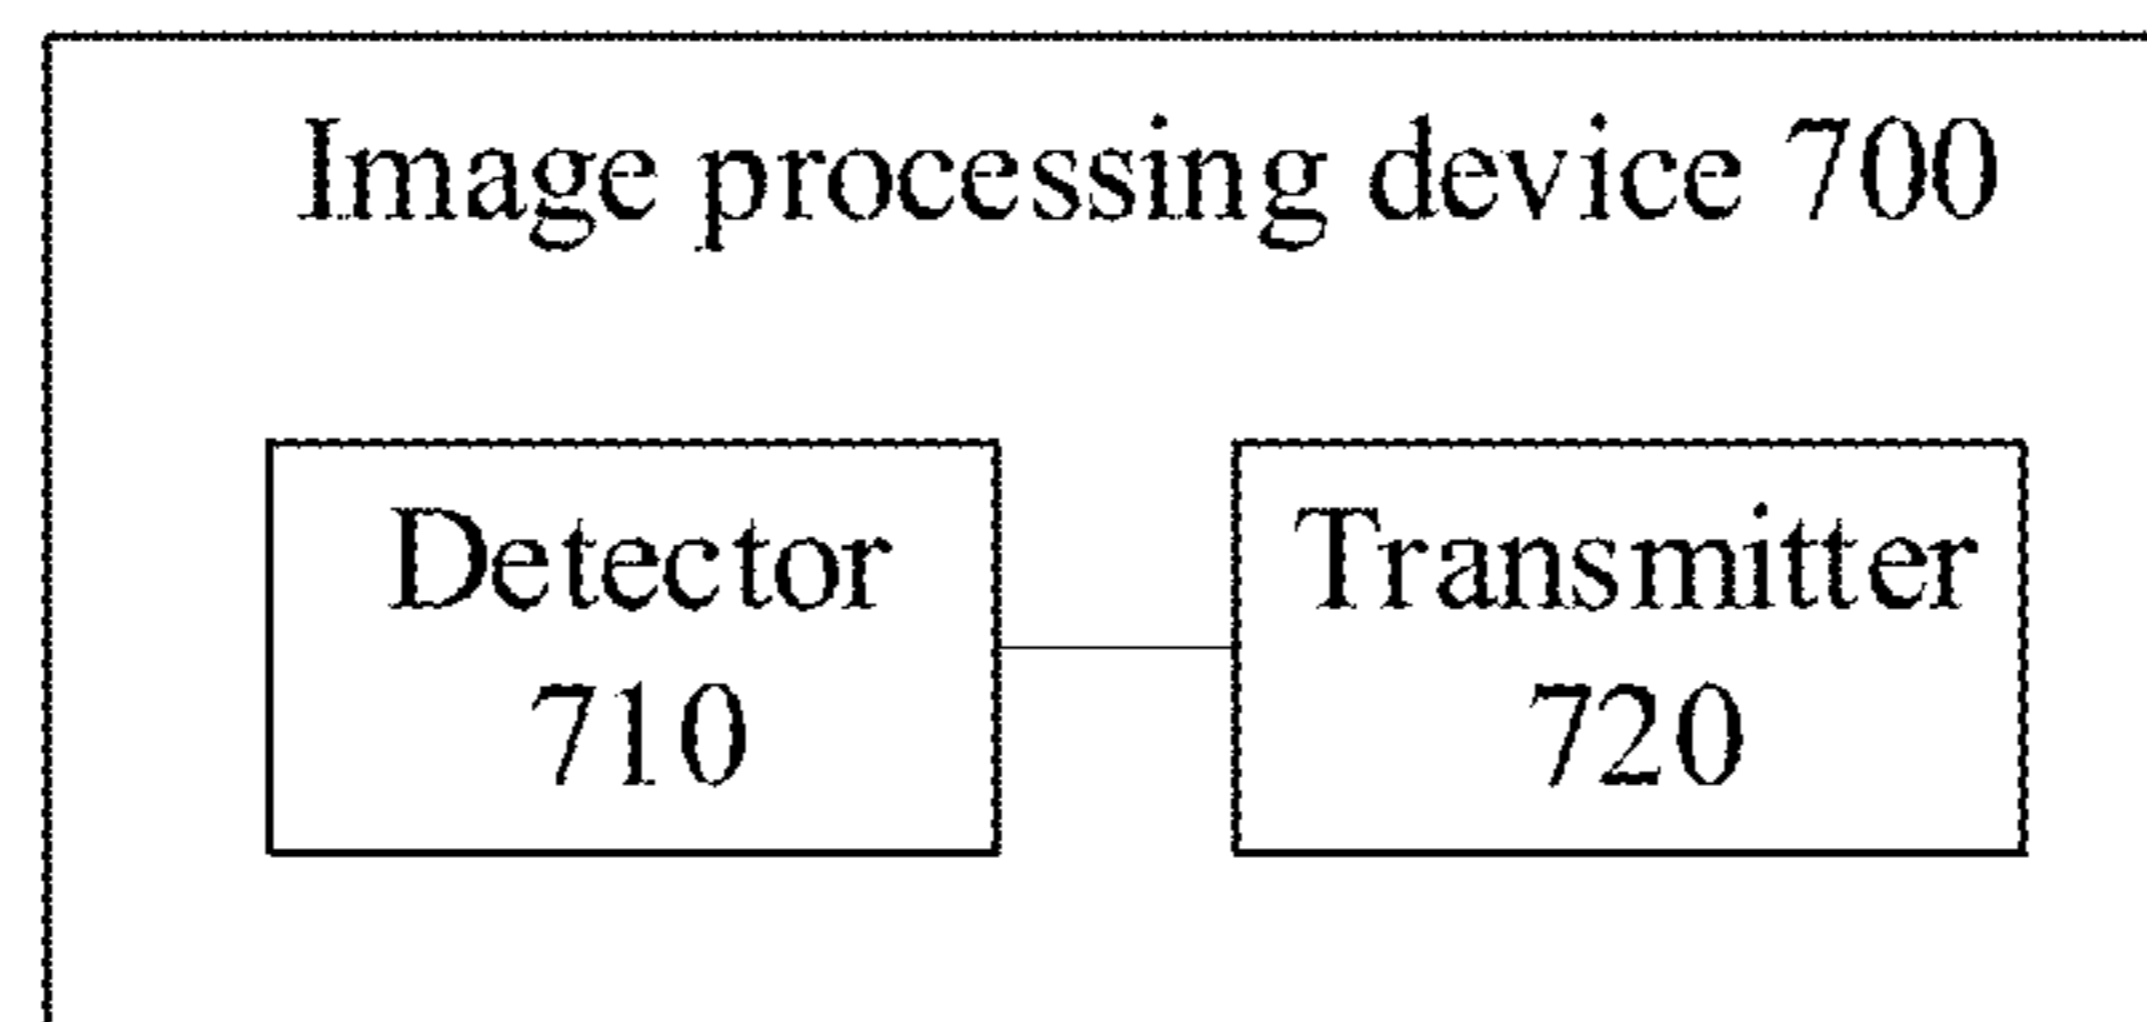 Image processing device 700
Detector
710
Transmitter
720